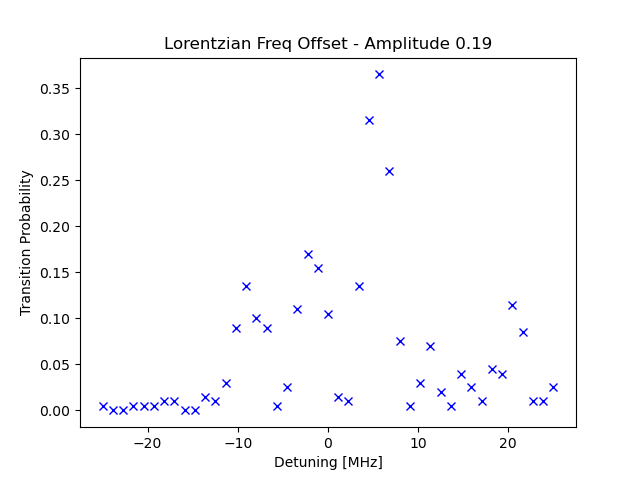 Lorentzian Freq Offset - Amplitude 0.19
0.35
0.30
0.25
0.20
0.15
0.10
0.05
0.00
Transition Probability
−20 −10 0 10 20
Detuning [MHz]